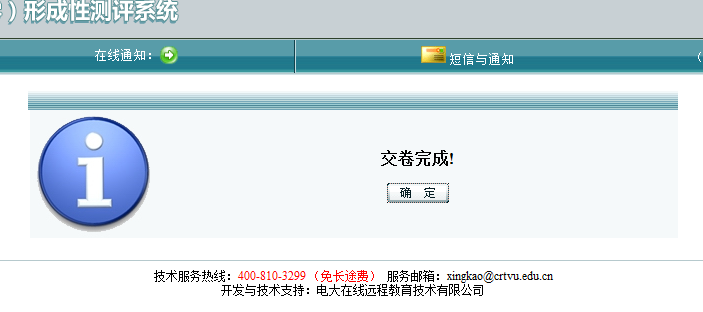 ）形成性测评系统
在线通知：
短信与通知
（
交卷完成!
确 定
技术服务热线：400-810-3299（免长途费） 服务邮箱：xingkao@crtvu.edu.cn
开发与技术支持：电大在线远程教育技术有限公司